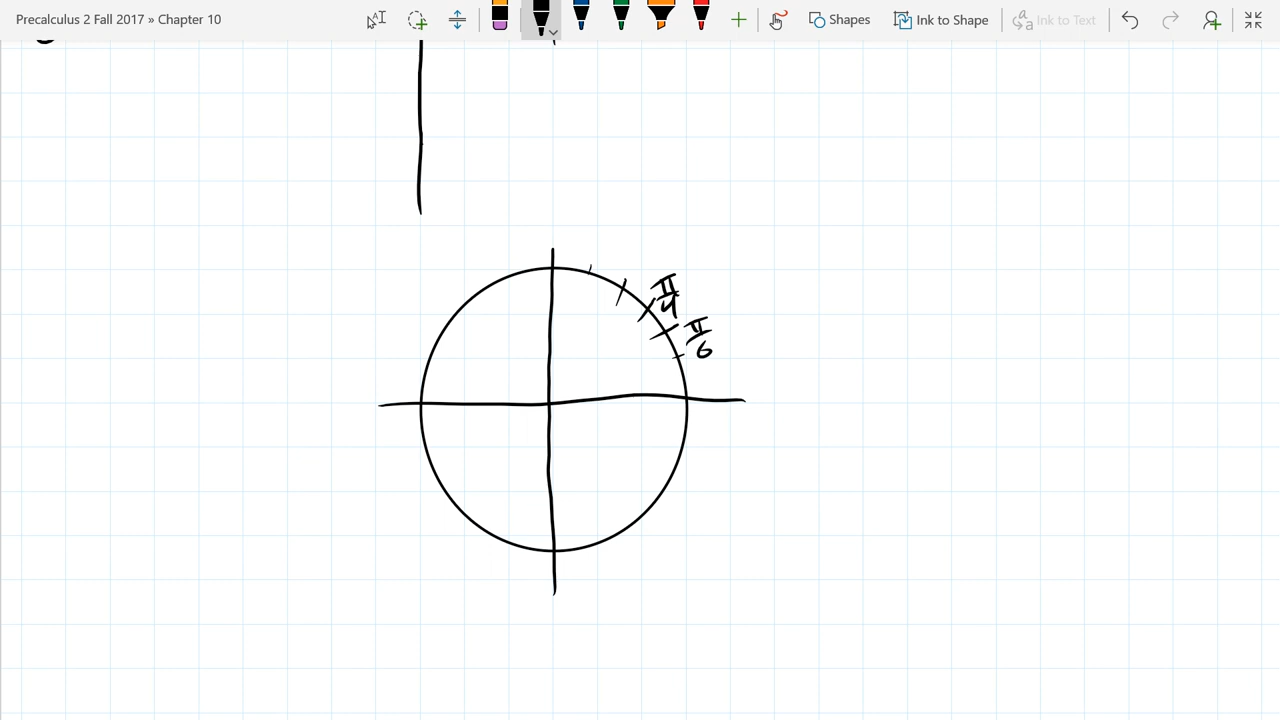 Precalculus 2 Fall 2017 » Chapter 10
Shapes
Ink to Shape
Ink to Text
π/4
π/6